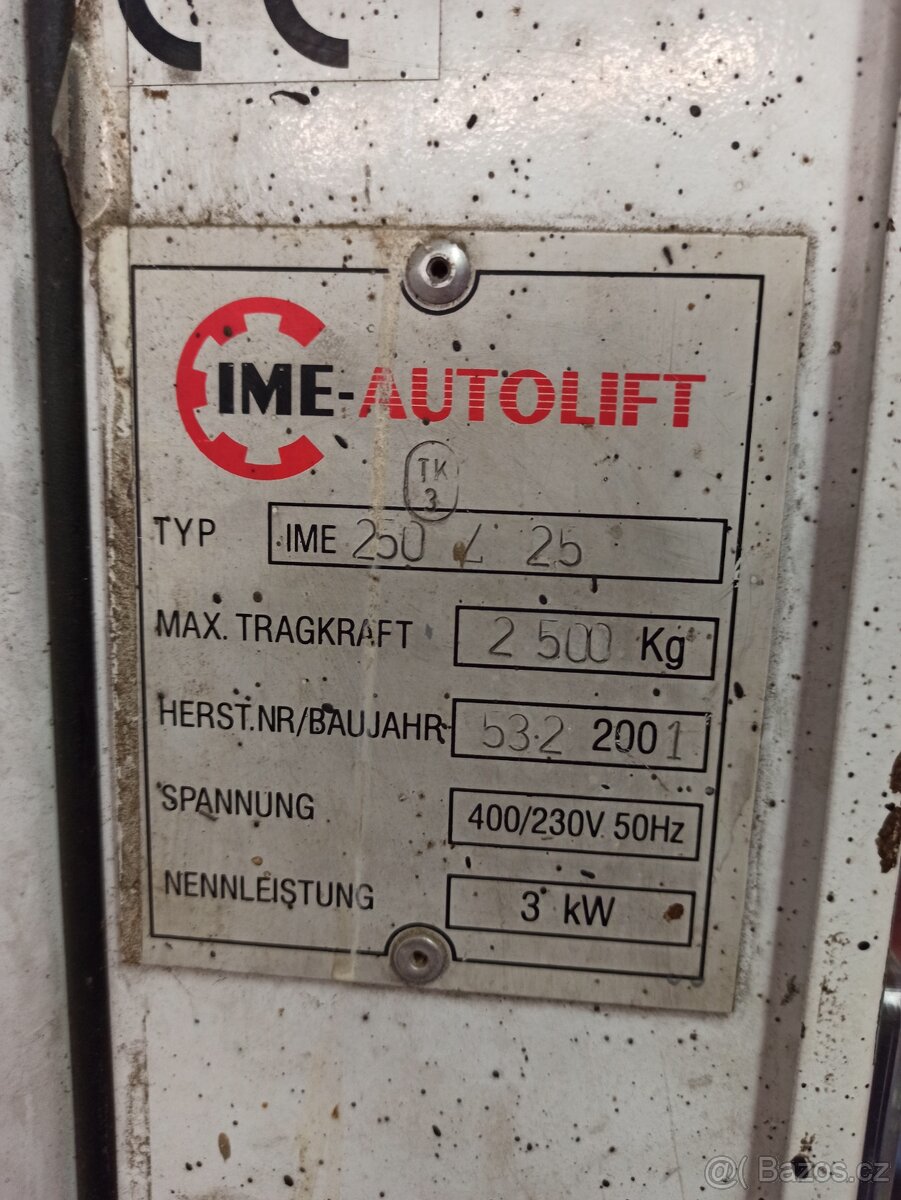 CE
IME-AUTOLIFT
TK
3
TYP IME 250 Z 25
MAX. TRAGKRAFT 2 500 Kg
HERST.NR/BAUJAHR 532 2001
SPANNUNG 400/230V 50Hz
NENNLEISTUNG 3 kW
@( Bazos.cz